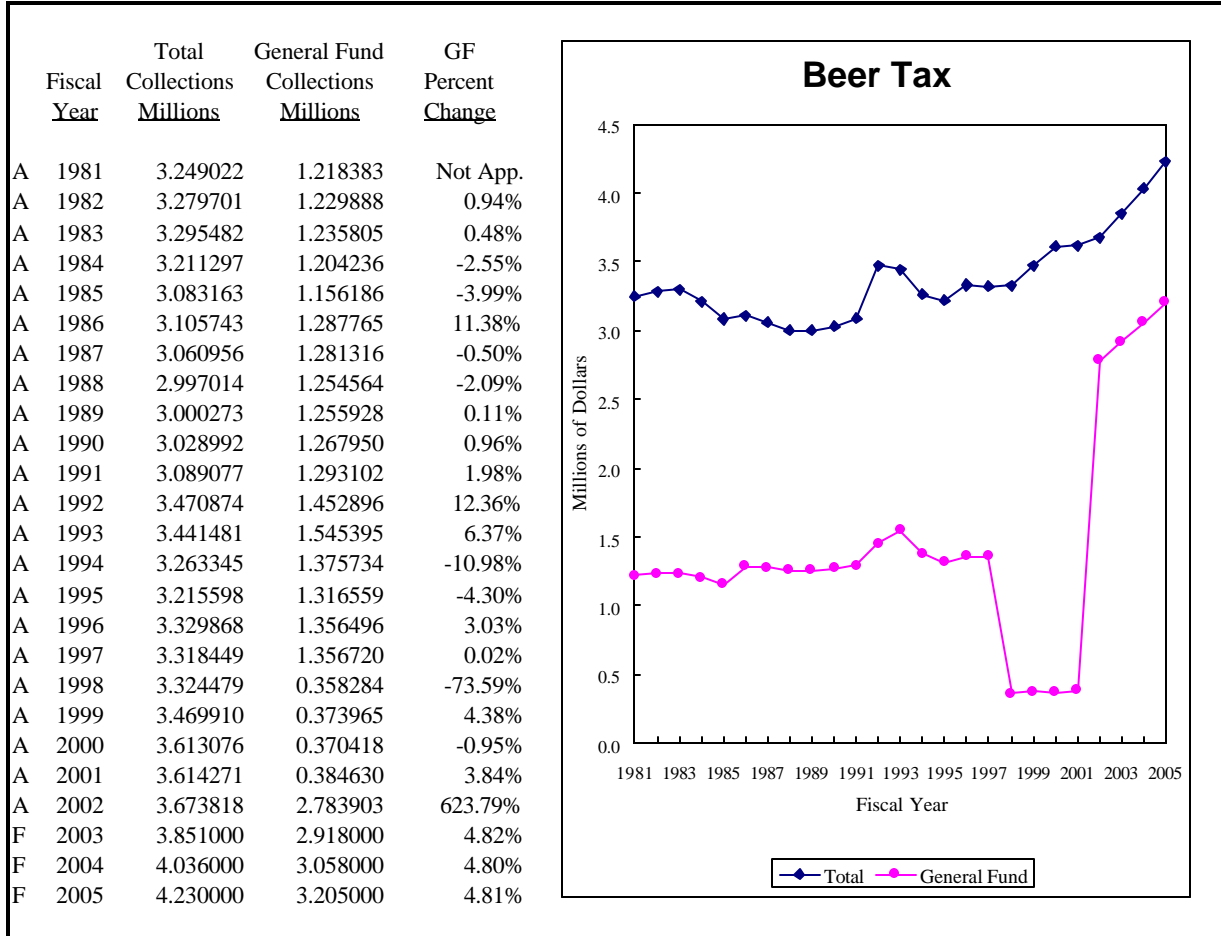 Total General Fund GF
Fiscal Collections Collections Percent
Year Millions Millions Change
A 1981 3.249022 1.218383 Not App.
A 1982 3.279701 1.229888 0.94%
A 1983 3.295482 1.235805 0.48%
A 1984 3.211297 1.204236 -2.55%
A 1985 3.083163 1.156186 -3.99%
A 1986 3.105743 1.287765 11.38%
A 1987 3.060956 1.281316 -0.50%
A 1988 2.997014 1.254564 -2.09%
A 1989 3.000273 1.255928 0.11%
A 1990 3.028992 1.267950 0.96%
A 1991 3.089077 1.293102 1.98%
A 1992 3.470874 1.452896 12.36%
A 1993 3.441481 1.545395 6.37%
A 1994 3.263345 1.375734 -10.98%
A 1995 3.215598 1.316559 -4.30%
A 1996 3.329868 1.356496 3.03%
A 1997 3.318449 1.356720 0.02%
A 1998 3.324479 0.358284 -73.59%
A 1999 3.469910 0.373965 4.38%
A 2000 3.613076 0.370418 -0.95%
A 2001 3.614271 0.384630 3.84%
A 2002 3.673818 2.783903 623.79%
F 2003 3.851000 2.918000 4.82%
F 2004 4.036000 3.058000 4.80%
F 2005 4.230000 3.205000 4.81%
Beer Tax
4.5
4.0
3.5
3.0
2.5
2.0
1.5
1.0
0.5
0.0
Millions of Dollars
1981 1983 1985 1987 1989 1991 1993 1995 1997 1999 2001 2003 2005
Fiscal Year
Total General Fund